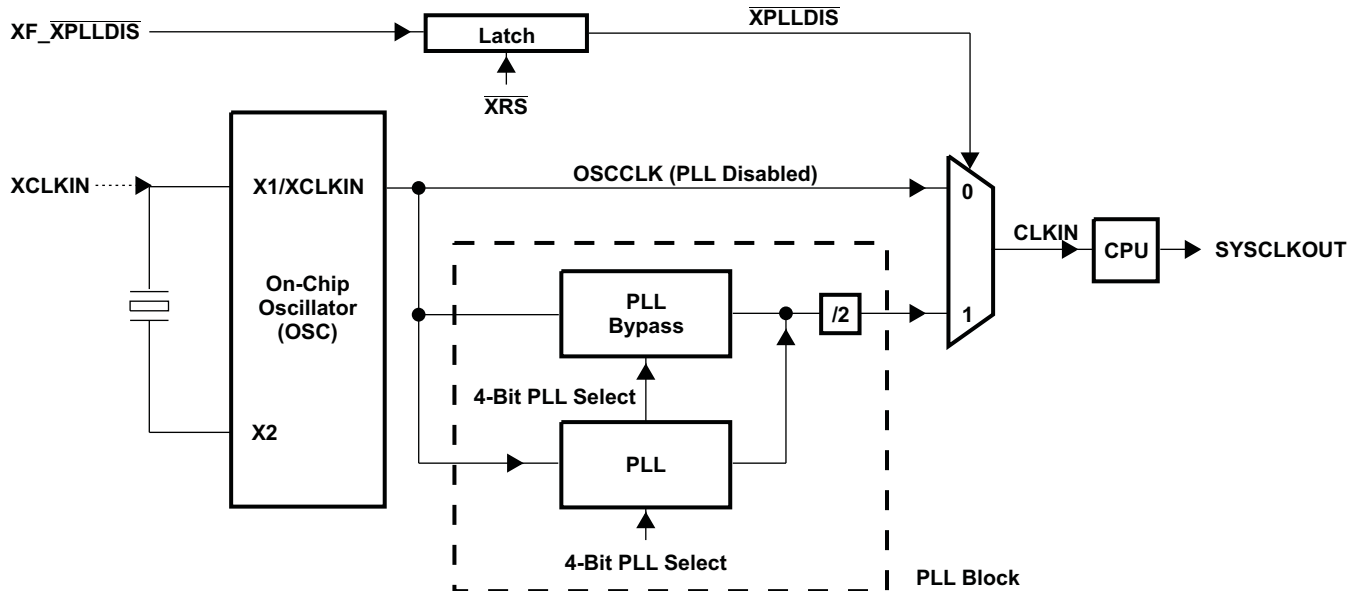 XF_XPLLDIS
Latch
XPLLDIS
XRS
XCLKIN
X1/XCLKIN
On-Chip
Oscillator
(OSC)
X2
OSCCLK (PLL Disabled)
0
1
CLKIN
CPU
SYSCLKOUT
PLL
Bypass
/2
4-Bit PLL Select
PLL
4-Bit PLL Select
PLL Block